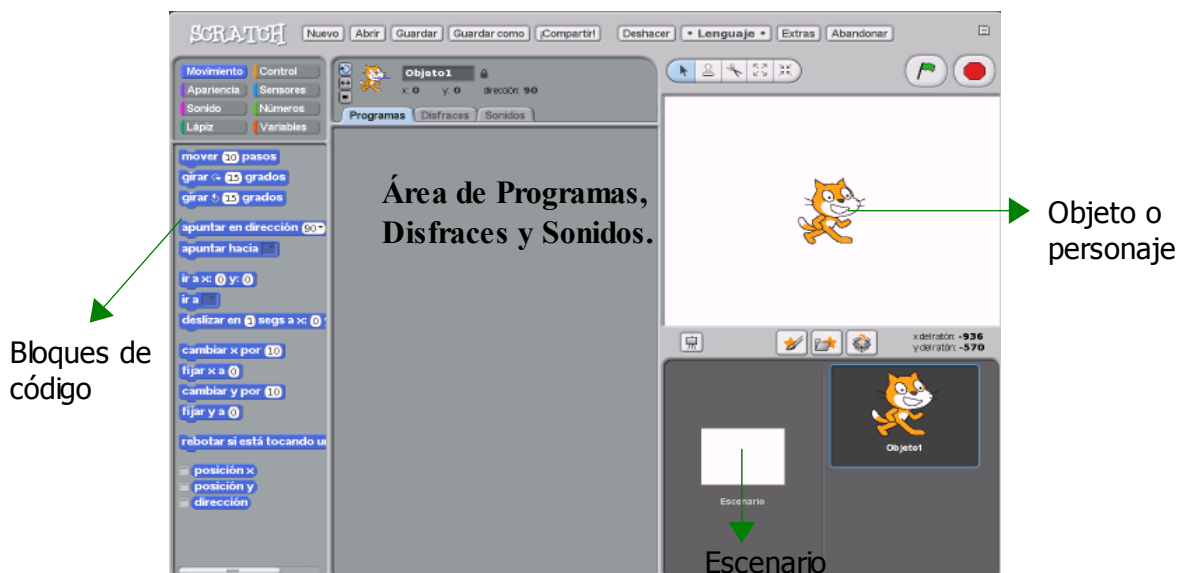 SCRATCH
Nuevo Abrir Guardar Guardar como ¡Compartir! Deshacer • Lenguaje • Extras Abandonar
Movimiento Control
Apariencia Sensores
Sonido Números
Lápiz Variables
mover 10 pasos
girar 15 grados
girar 15 grados
apuntar en dirección 90
apuntar hacia
ir a x: 0 y: 0
ir a
deslizar en 1 segs a x: 0
cambiar x por 10
fijar x a 0
cambiar y por 10
fijar y a 0
rebotar si está tocando
posición x
posición y
dirección
Bloques de
código
Objeto1
x: 0 y: 0 dirección: 90
Programas Disfraces Sonidos
Área de Programas,
Disfraces y Sonidos.
Objeto o
personaje
x del ratón: -936
y del ratón: -570
Objeto1
Escenario
Escenario